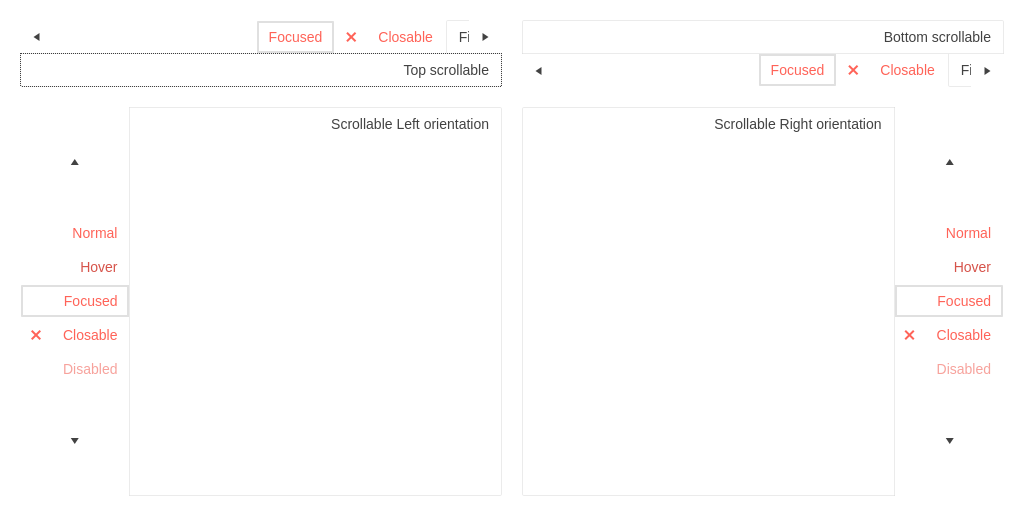 Focused Closable Fi
Top scrollable
Bottom scrollable
Focused Closable Fi
Scrollable Left orientation
Normal
Hover
Focused
Closable
Disabled
Scrollable Right orientation
Normal
Hover
Focused
Closable
Disabled